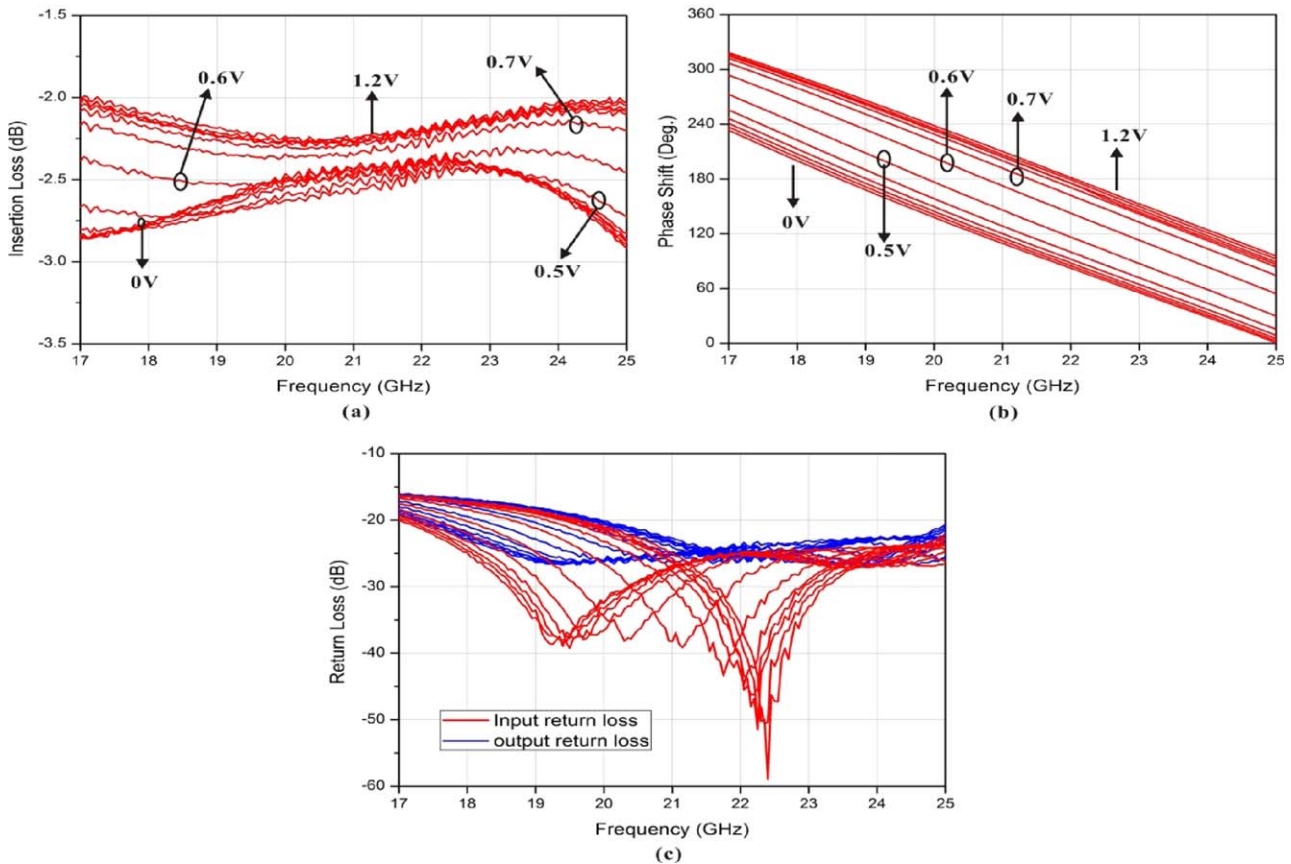 (a)
-1.5
-2.0
-2.5
-3.0
-3.5
Insertion Loss (dB)
0.6V
1.2V
0.7V
0V
0.5V
17 18 19 20 21 22 23 24 25
Frequency (GHz)
(a)
360
300
240
180
120
60
0
Phase Shift (Deg.)
0.6V
0.7V
1.2V
0V
0.5V
17 18 19 20 21 22 23 24 25
Frequency (GHz)
(b)
-10
-20
-30
-40
-50
-60
Return Loss (dB)
Input return loss
output return loss
17 18 19 20 21 22 23 24 25
Frequency (GHz)
(c)